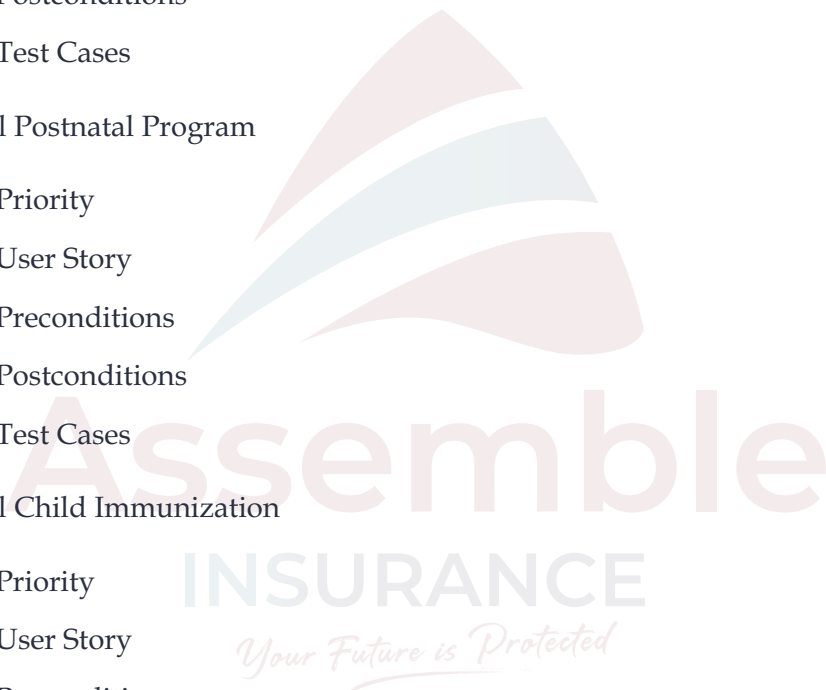 Postconditions
Test Cases
l Postnatal Program
Priority
User Story
Preconditions
Postconditions
Test Cases
l Child Immunization
Priority
User Story
Assemble
INSURANCE
Your Future is Protected